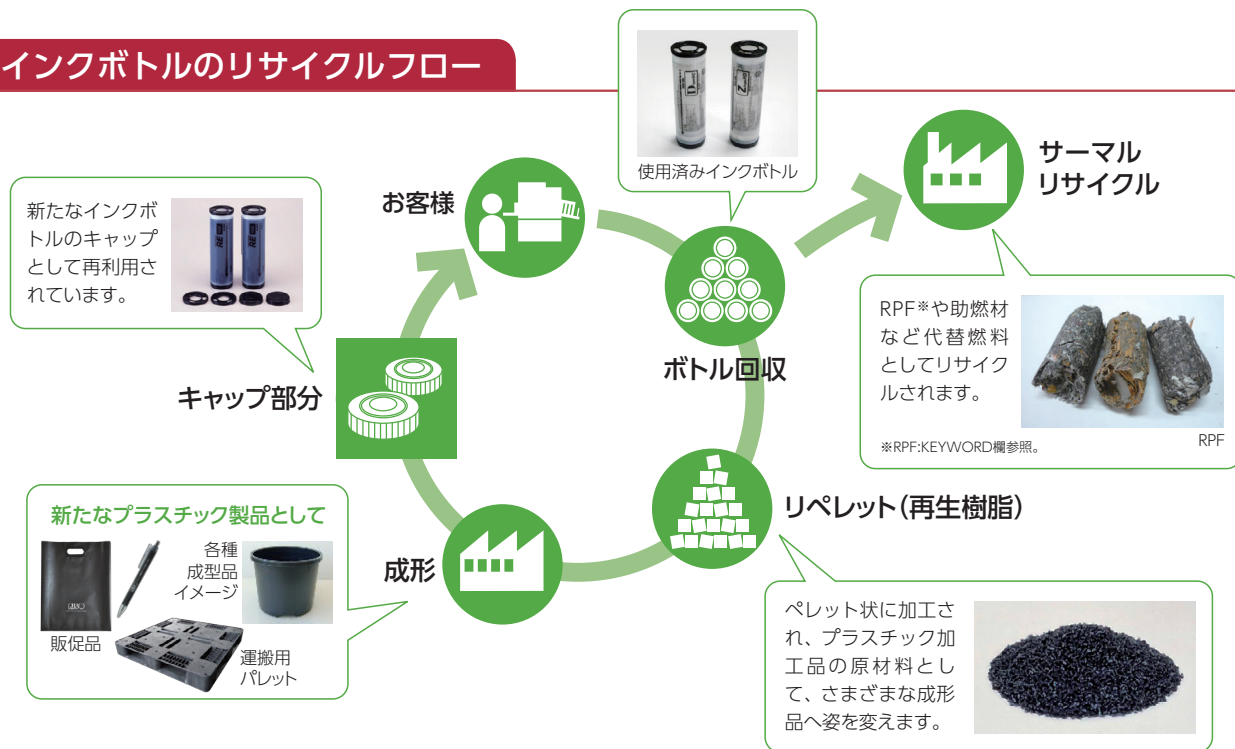 インクボトルのリサイクルフロー
使用済みインクボトル
サーマル
リサイクル
お客様
新たなインクボ
トルのキャップ
として再利用さ
れています。
RPF※や助燃材
など代替燃料
としてリサイク
ルされます。
※RPF:KEYWORD欄参照。
RPF
ボトル回収
キャップ部分
リペレット(再生樹脂)
新たなプラスチック製品として
各種
成型品
イメージ
販促品
運搬用
パレット
成形
ペレット状に加工さ
れ、プラスチック加
工品の原材料とし
て、さまざまな成形
品へ姿を変えます。